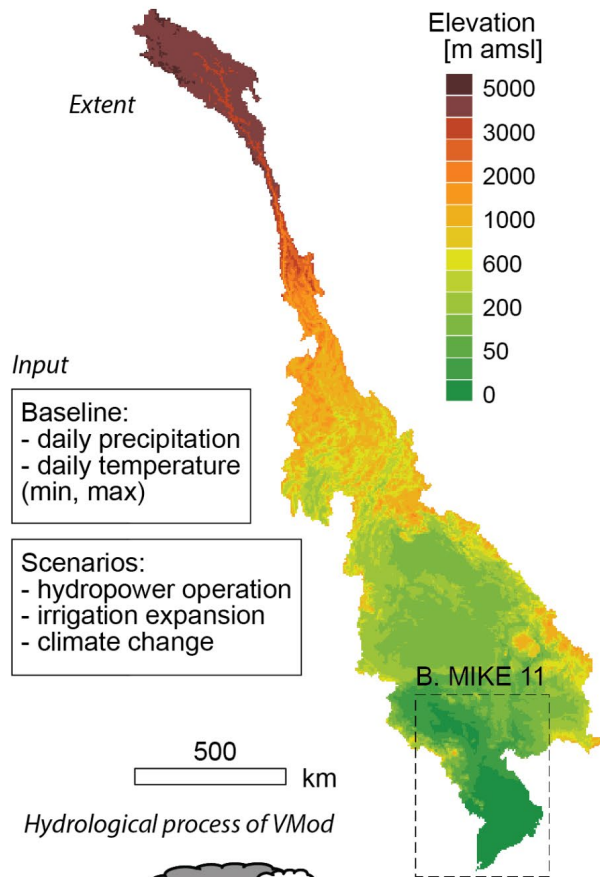 Elevation
[m amsl]
5000
3000
2000
1000
600
200
50
0
Extent
Input
Baseline:
- daily precipitation
- daily temperature
(min, max)
Scenarios:
- hydropower operation
- irrigation expansion
- climate change
B. MIKE 11
500
km
Hydrological process of VMod